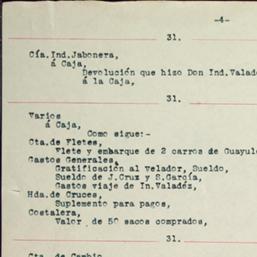 -4-
31.
Cía.Ind.Jabonera,
á Caja,
Devolución que hizo Don Ind.Valad
á la Caja,
31.
Varios
á Caja,
Como sigue:-
Cta.de Fletes,
Flete y embarque de 2 carros de Guayul
Gastos Generales,
Gratificación al Velador, Sueldo,
Sueldo de J.Cruz y S.García,
Gastos viaje de In.Valadéz,
Hda.de Cruces,
Suplemento para pagos,
Costalera,
Valor de 50 sacos comprados,
31.
Cta. de Cambio